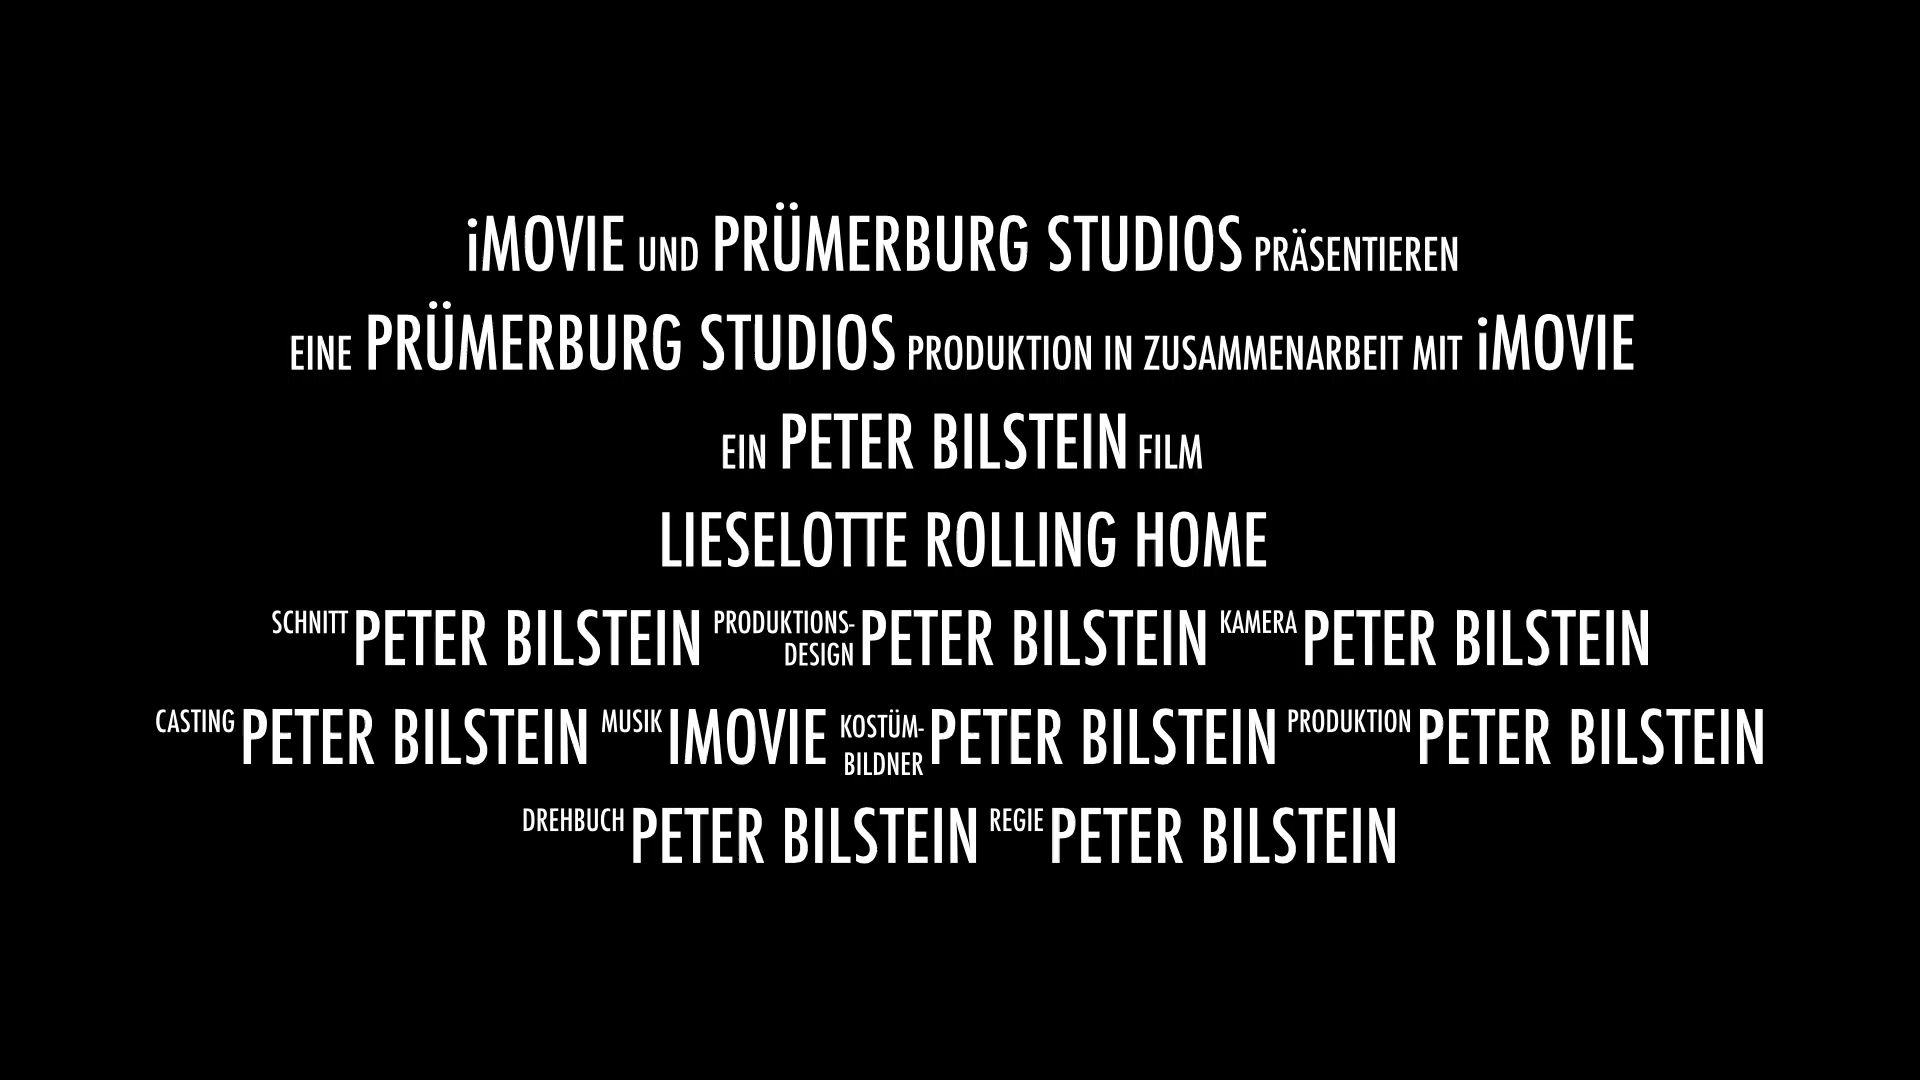 iMOVIE UND PRÜMERBURG STUDIOS PRÄSENTIEREN
EINE PRÜMERBURG STUDIOS PRODUKTION IN ZUSAMMENARBEIT MIT iMOVIE
EIN PETER BILSTEIN FILM
LIESELOTTE ROLLING HOME
SCHNITT PETER BILSTEIN PRODUKTIONS-DESIGN PETER BILSTEIN KAMERA PETER BILSTEIN
CASTING PETER BILSTEIN MUSIK IMOVIE KOSTÜM-BILDNER PETER BILSTEIN PRODUKTION PETER BILSTEIN
DREHBUCH PETER BILSTEIN REGIE PETER BILSTEIN